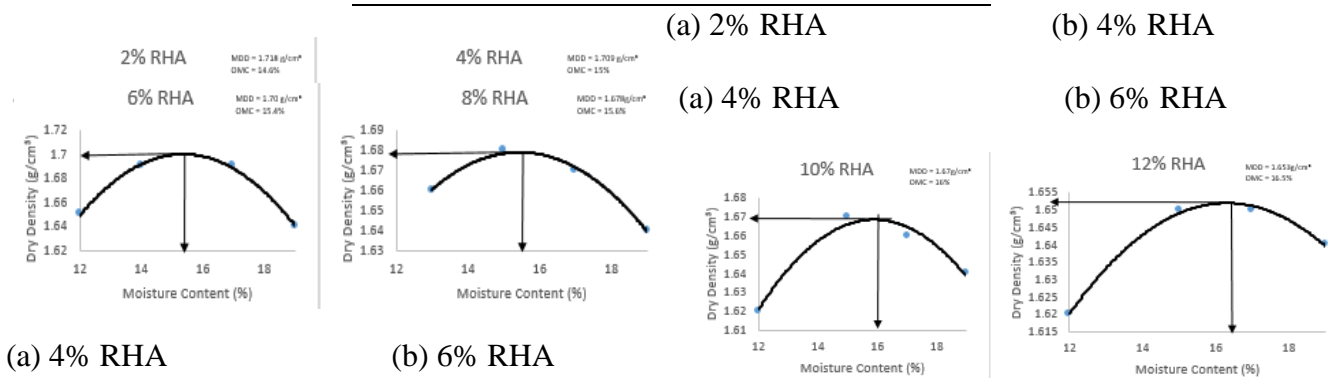 (a) 2% RHA
(b) 4% RHA
2% RHA
MDD = 1.718 g/cm³
OMC = 14.6%
4% RHA
MDD = 1.709 g/cm³
OMC = 15%
6% RHA
MDD = 1.70 g/cm³
OMC = 15.4%
8% RHA
MDD = 1.678g/cm³
OMC = 15.6%
(a) 4% RHA
(b) 6% RHA
Dry Density (g/cm³)
1.72
1.7
1.68
1.66
1.64
1.62
12
14
16
18
Moisture Content (%)
Dry Density (g/cm³)
1.69
1.68
1.67
1.66
1.65
1.64
1.63
12
14
16
18
Moisture Content (%)
10% RHA
MDD = 1.67g/cm³
OMC = 16%
Dry Density (g/cm³)
1.68
1.67
1.66
1.65
1.64
1.63
1.62
1.61
12
14
16
18
Moisture Content (%)
12% RHA
MDD = 1.653g/cm³
OMC = 16.5%
Dry Density (g/cm³)
1.655
1.65
1.645
1.64
1.635
1.63
1.625
1.62
1.615
12
14
16
18
Moisture Content (%)
(a) 4% RHA
(b) 6% RHA